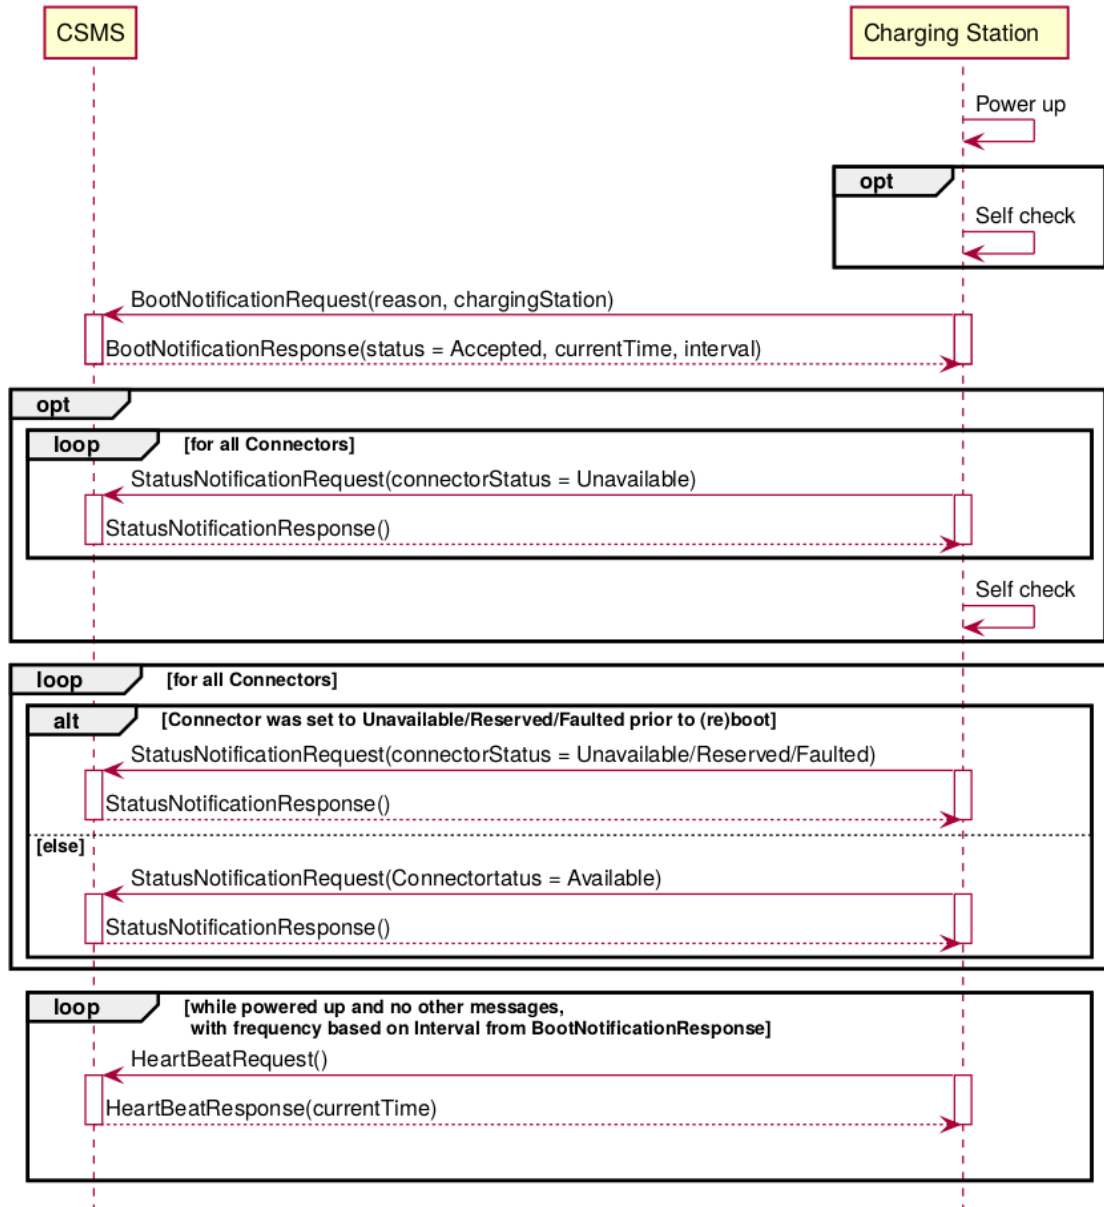 CSMS
Charging Station
Power up
opt
Self check
BootNotificationRequest(reason, chargingStation)
BootNotificationResponse(status = Accepted, currentTime, interval)
opt
loop [for all Connectors]
StatusNotificationRequest(connectorStatus = Unavailable)
StatusNotificationResponse()
Self check
loop [for all Connectors]
alt [Connector was set to Unavailable/Reserved/Faulted prior to (re)boot]
StatusNotificationRequest(connectorStatus = Unavailable/Reserved/Faulted)
StatusNotificationResponse()
[else]
StatusNotificationRequest(Connectortatus = Available)
StatusNotificationResponse()
loop [while powered up and no other messages,
with frequency based on Interval from BootNotificationResponse]
HeartBeatRequest()
HeartBeatResponse(currentTime)